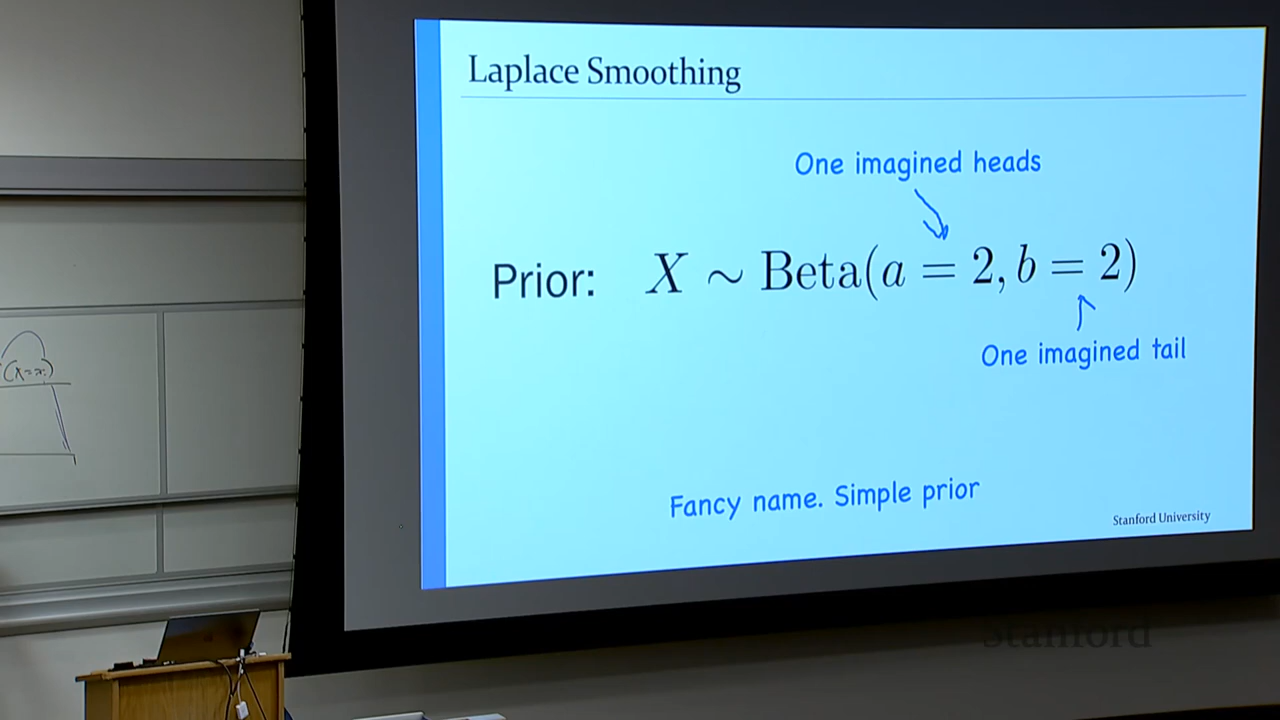 Laplace Smoothing
One imagined heads
Prior: X ∼ Beta(a = 2, b = 2)
One imagined tail
Fancy name. Simple prior
Stanford University
(X=x)
Stanford